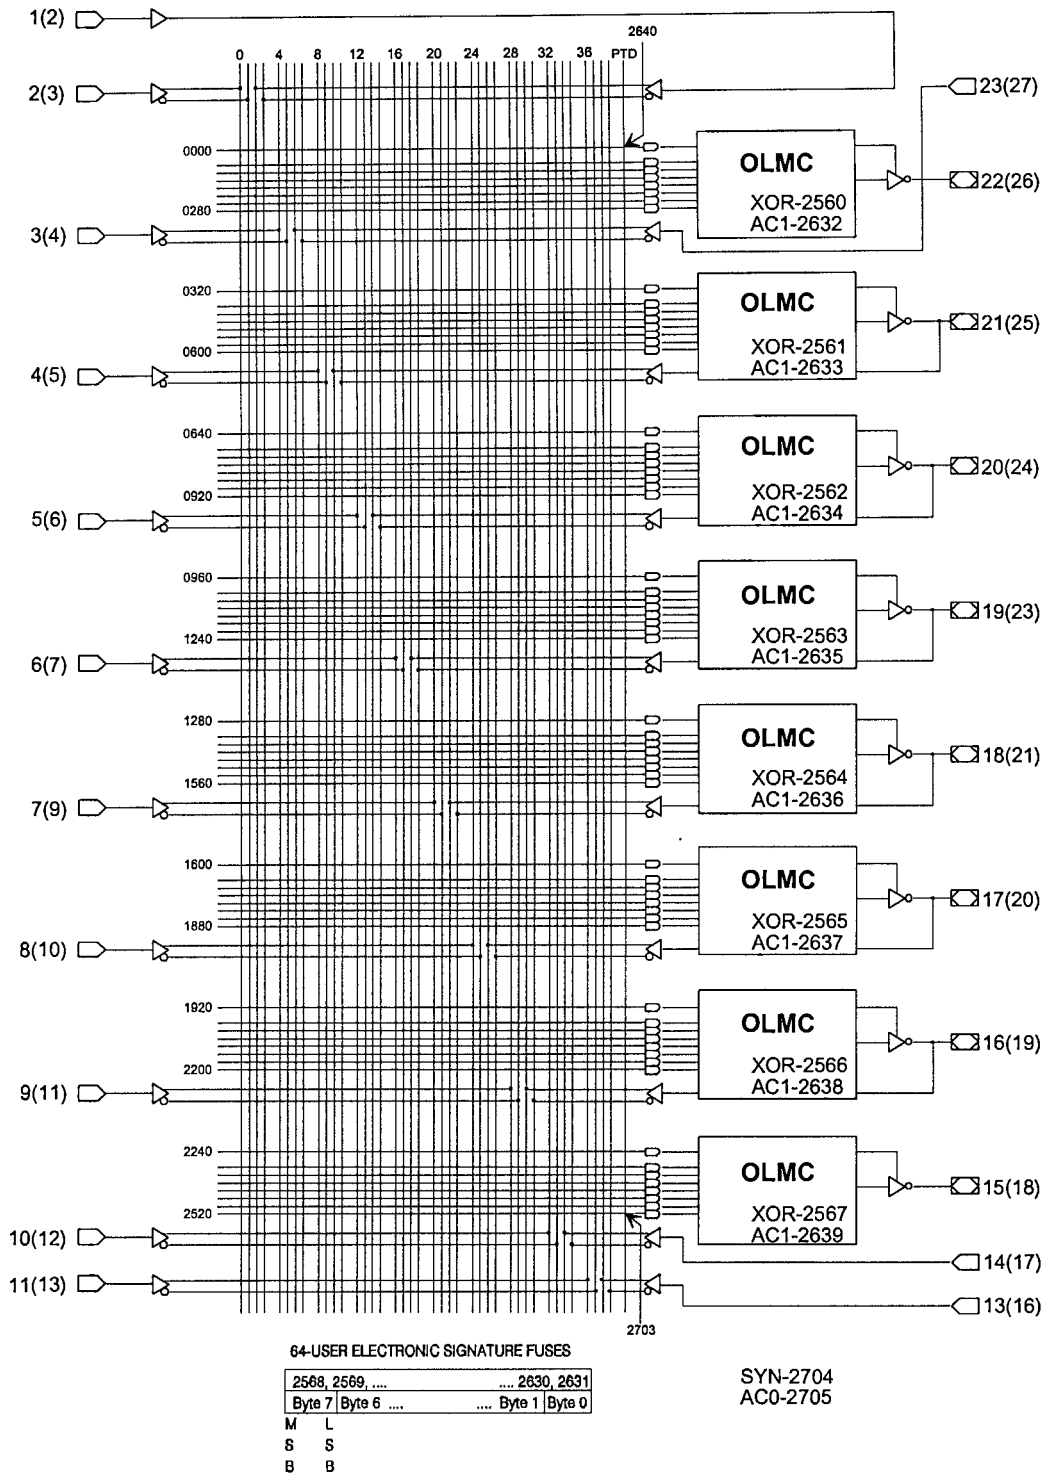 1(2)
2640
0 4 8 12 16 20 24 28 32 36 PTD
2(3)
23(27)
0000
OLMC
XOR-2560
AC1-2632
22(26)
0280
3(4)
0320
OLMC
XOR-2561
AC1-2633
21(25)
0600
4(5)
0640
OLMC
XOR-2562
AC1-2634
20(24)
0920
5(6)
0960
OLMC
XOR-2563
AC1-2635
19(23)
1240
6(7)
1280
OLMC
XOR-2564
AC1-2636
18(21)
1560
7(9)
1600
OLMC
XOR-2565
AC1-2637
17(20)
1880
8(10)
1920
OLMC
XOR-2566
AC1-2638
16(19)
2200
9(11)
2240
OLMC
XOR-2567
AC1-2639
15(18)
2520
10(12)
14(17)
11(13)
13(16)
2703
64-USER ELECTRONIC SIGNATURE FUSES
2568, 2569, .... .... 2630, 2631
Byte 7 Byte 6 .... .... Byte 1 Byte 0
M L
S S
B B
SYN-2704
AC0-2705